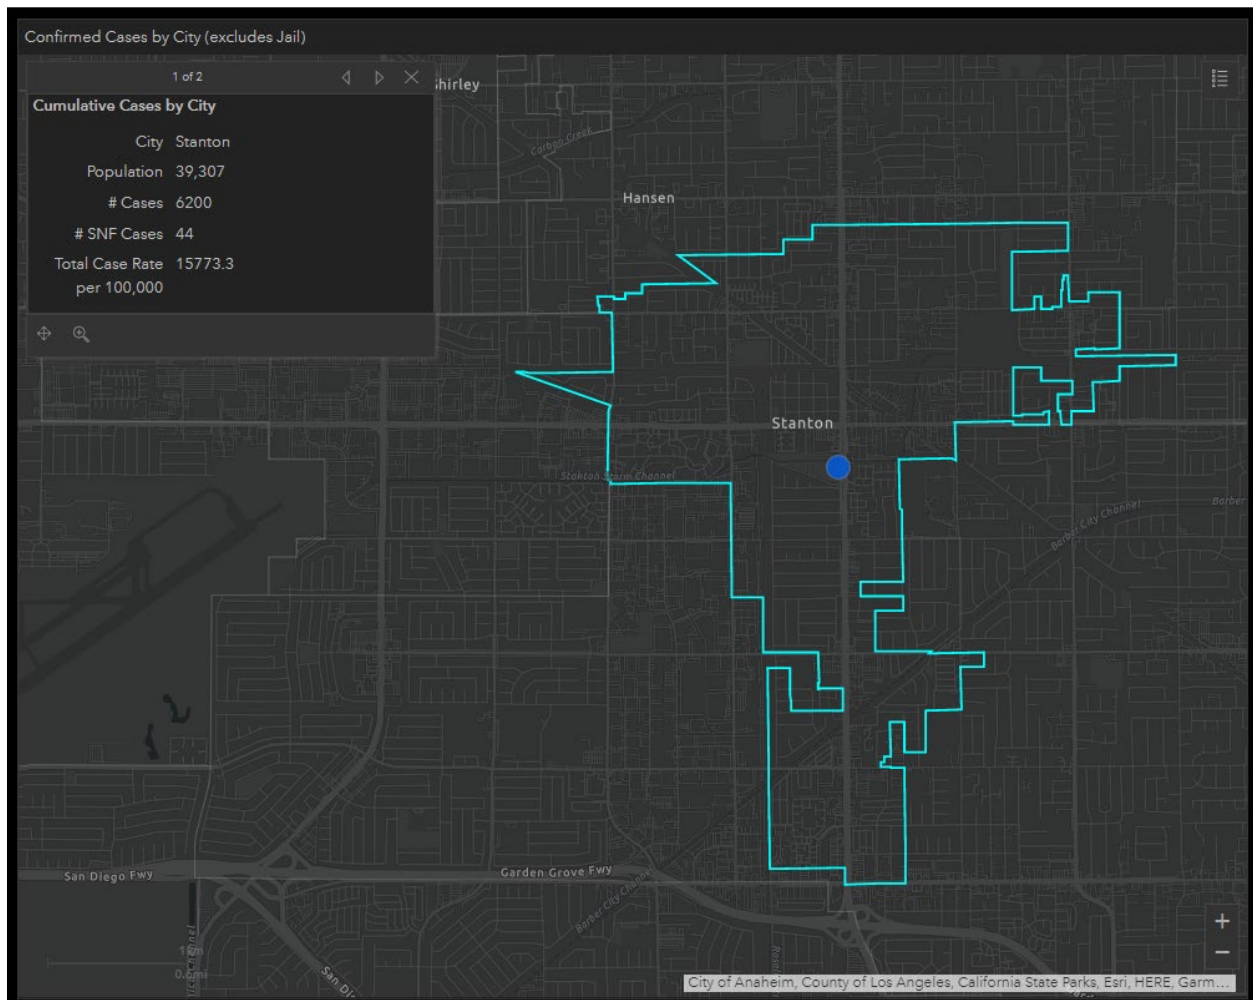 Confirmed Cases by City (excludes Jail)
1 of 2
Cumulative Cases by City
City Stanton
Population 39,307
# Cases 6200
# SNF Cases 44
Total Case Rate 15773.3
per 100,000
Carbon Creek
Hansen
Stanton
Stanton Storm Channel
Barber City Channel
Barber
San Diego Fwy
Garden Grove Fwy
Barber City Channel
0.6mi
+
−
City of Anaheim, County of Los Angeles, California State Parks, Esri, HERE, Garm...